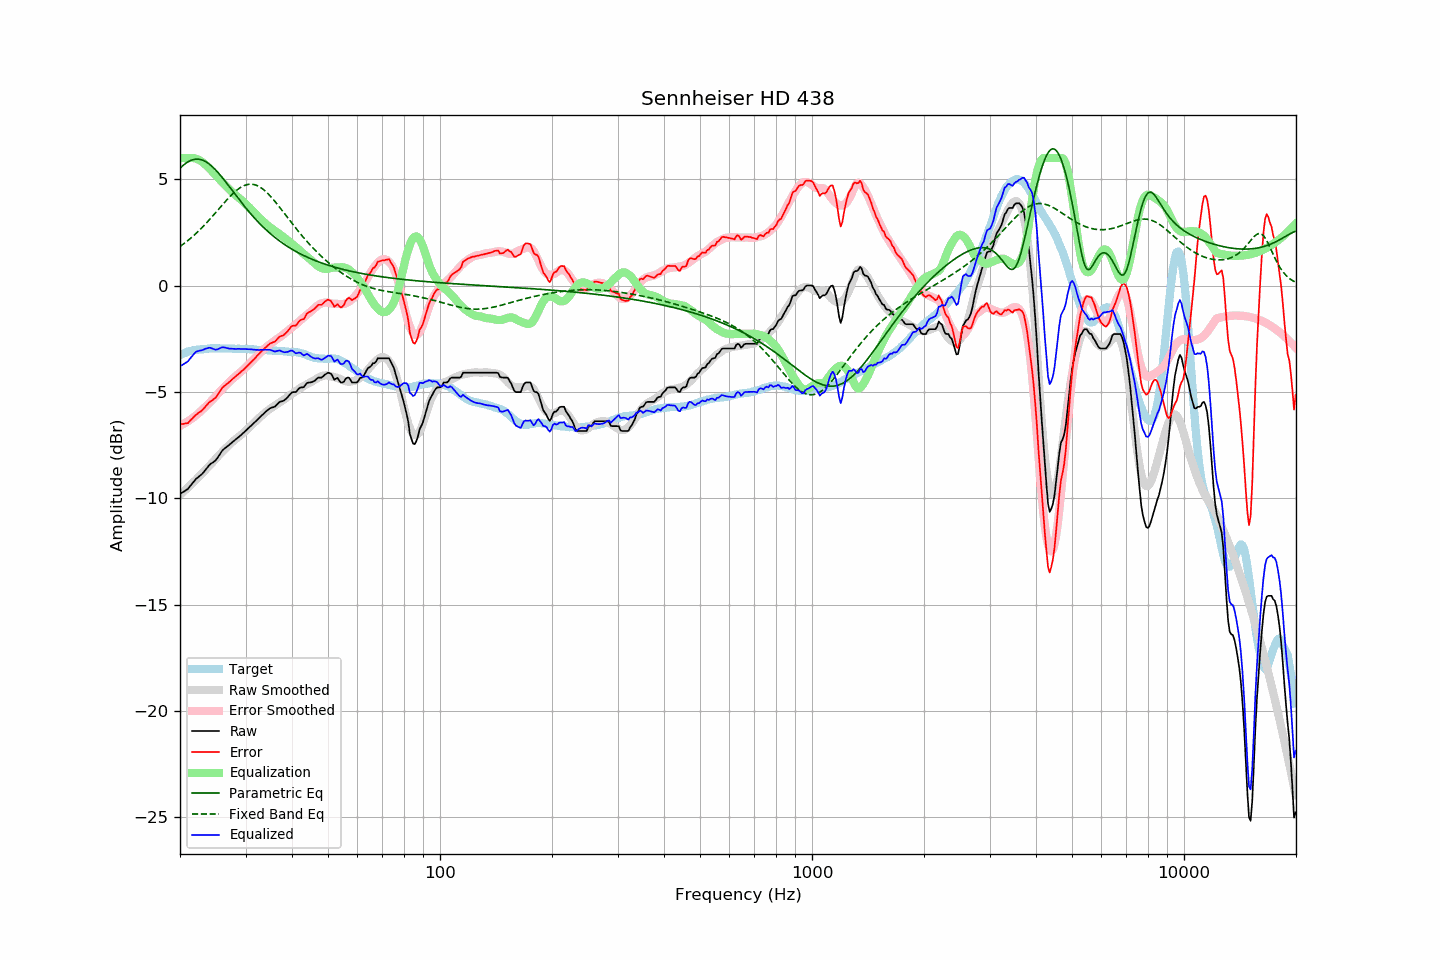 Sennheiser HD 438
Amplitude (dBr)
5
0
−5
−10
−15
−20
−25
Target
Raw Smoothed
Error Smoothed
Raw
Error
Equalization
Parametric Eq
Fixed Band Eq
Equalized
100
1000
10000
Frequency (Hz)